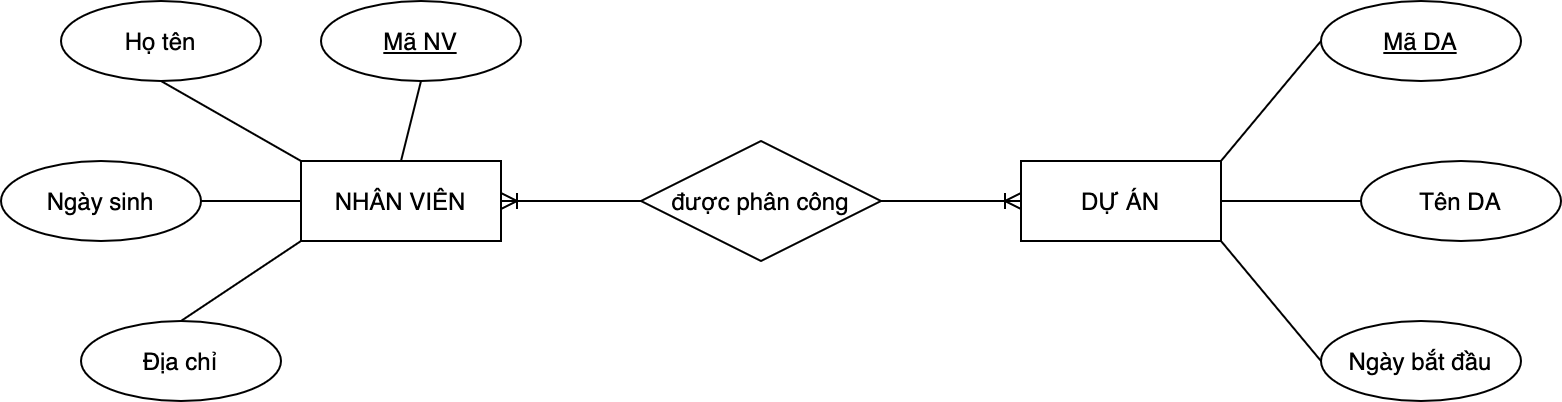 Họ tên
Mã NV
Mã DA
Ngày sinh
NHÂN VIÊN
được phân công
DỰ ÁN
Tên DA
Địa chỉ
Ngày bắt đầu